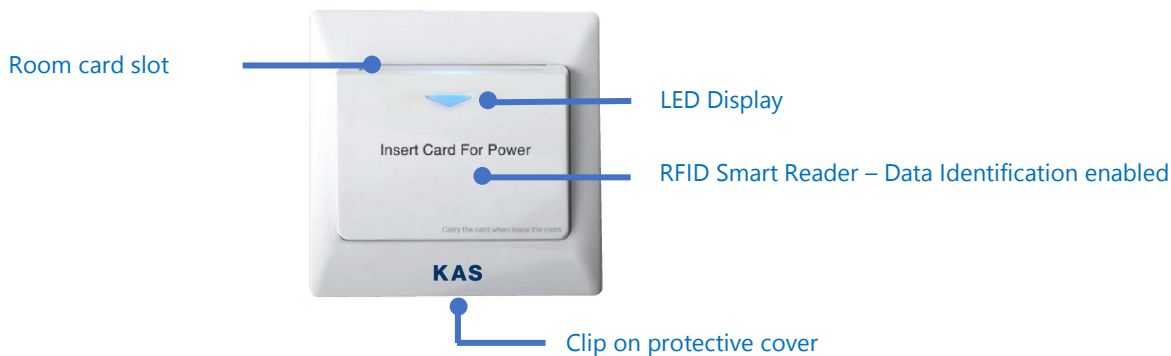 Room card slot
LED Display
Insert Card For Power
RFID Smart Reader – Data Identification enabled
Carry the card when leave the room
KAS
Clip on protective cover